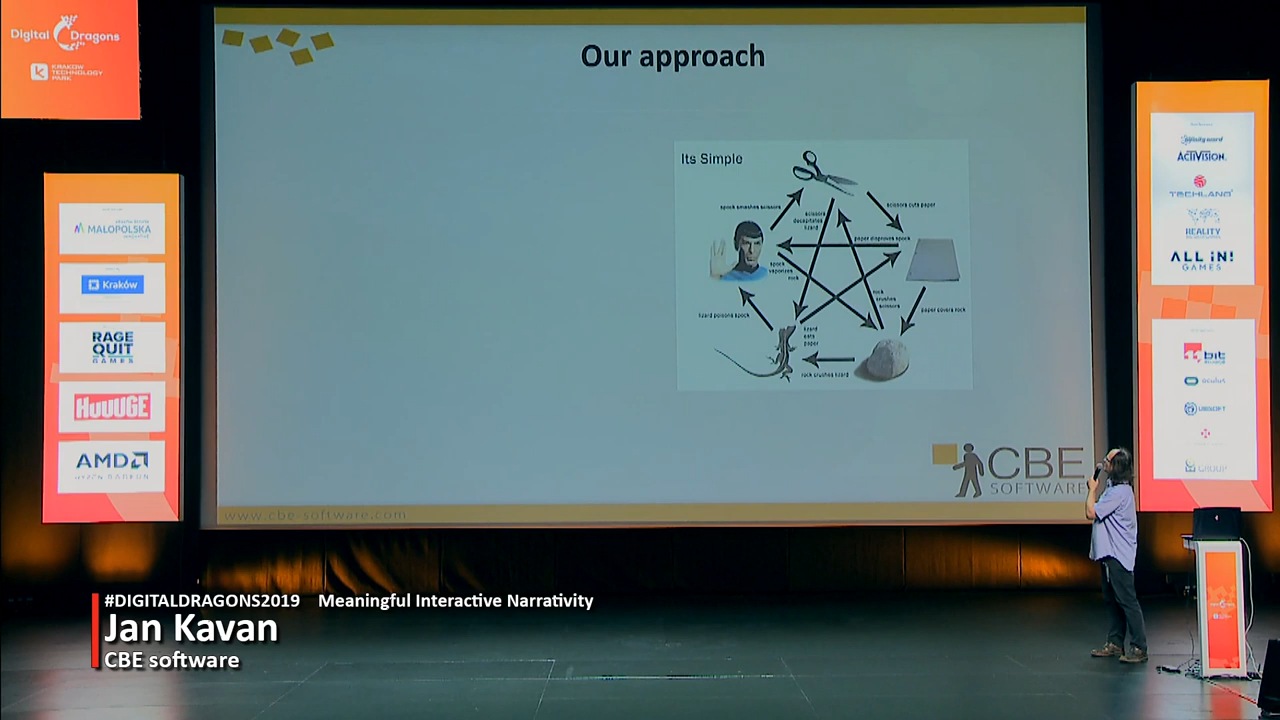 Digital Dragons
KRAKOW
TECHNOLOGY
PARK
MALOPOLSKA
Kraków
RAGE
QUIT
GAMES
HUUUGE
AMD
Our approach
Its Simple
spock smashes scissors
scissors
decapitates
lizard
scissors cuts paper
paper disproves spock
spock
vaporizes
rock
rock
crushes
scissors
lizard poisons spock
lizard
eats
paper
paper covers rock
rock crushes lizard
CBE
SOFTWARE
www.cbe-software.com
ACTIVISION
TECHLAND
REALITY
ALL iN!
GAMES
11 bit
oculus
UBISOFT
GROUP
#DIGITALDRAGONS2019 Meaningful Interactive Narrativity
Jan Kavan
CBE software